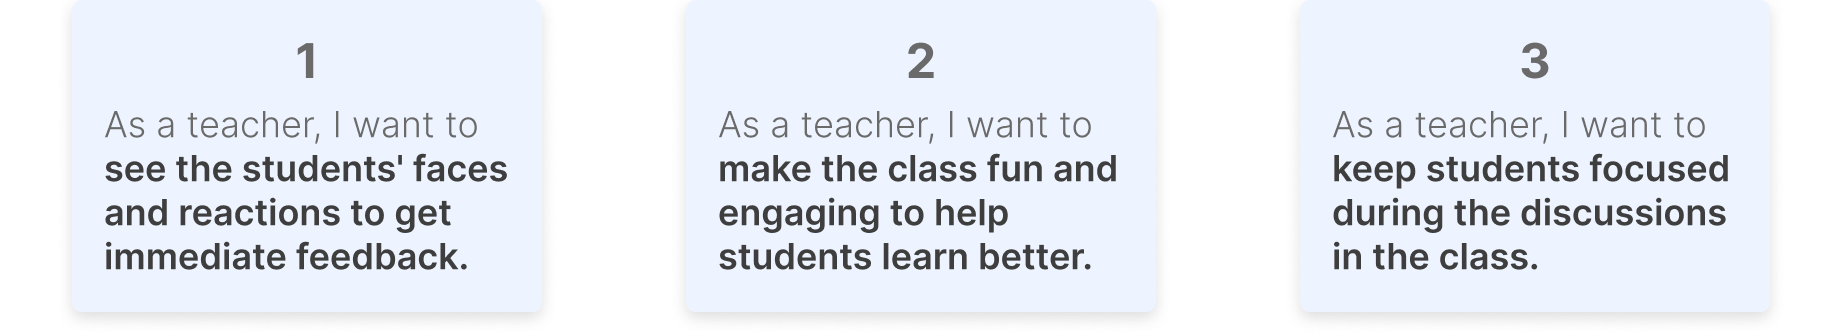 1
As a teacher, I want to
see the students' faces
and reactions to get
immediate feedback.
2
As a teacher, I want to
make the class fun and
engaging to help
students learn better.
3
As a teacher, I want to
keep students focused
during the discussions
in the class.